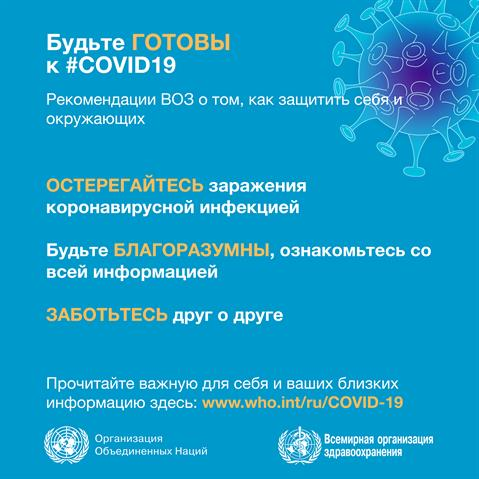 Будьте ГОТОВЫ
к #COVID19
Рекомендации ВОЗ о том, как защитить себя и
окружающих
ОСТЕРЕГАЙТЕСЬ заражения
коронавирусной инфекцией
Будьте БЛАГОРАЗУМНЫ, ознакомьтесь со
всей информацией
ЗАБОТЬТЕСЬ друг о друге
Прочитайте важную для себя и ваших близких
информацию здесь: www.who.int/ru/COVID-19
Организация
Объединенных Наций
Всемирная организация
здравоохранения